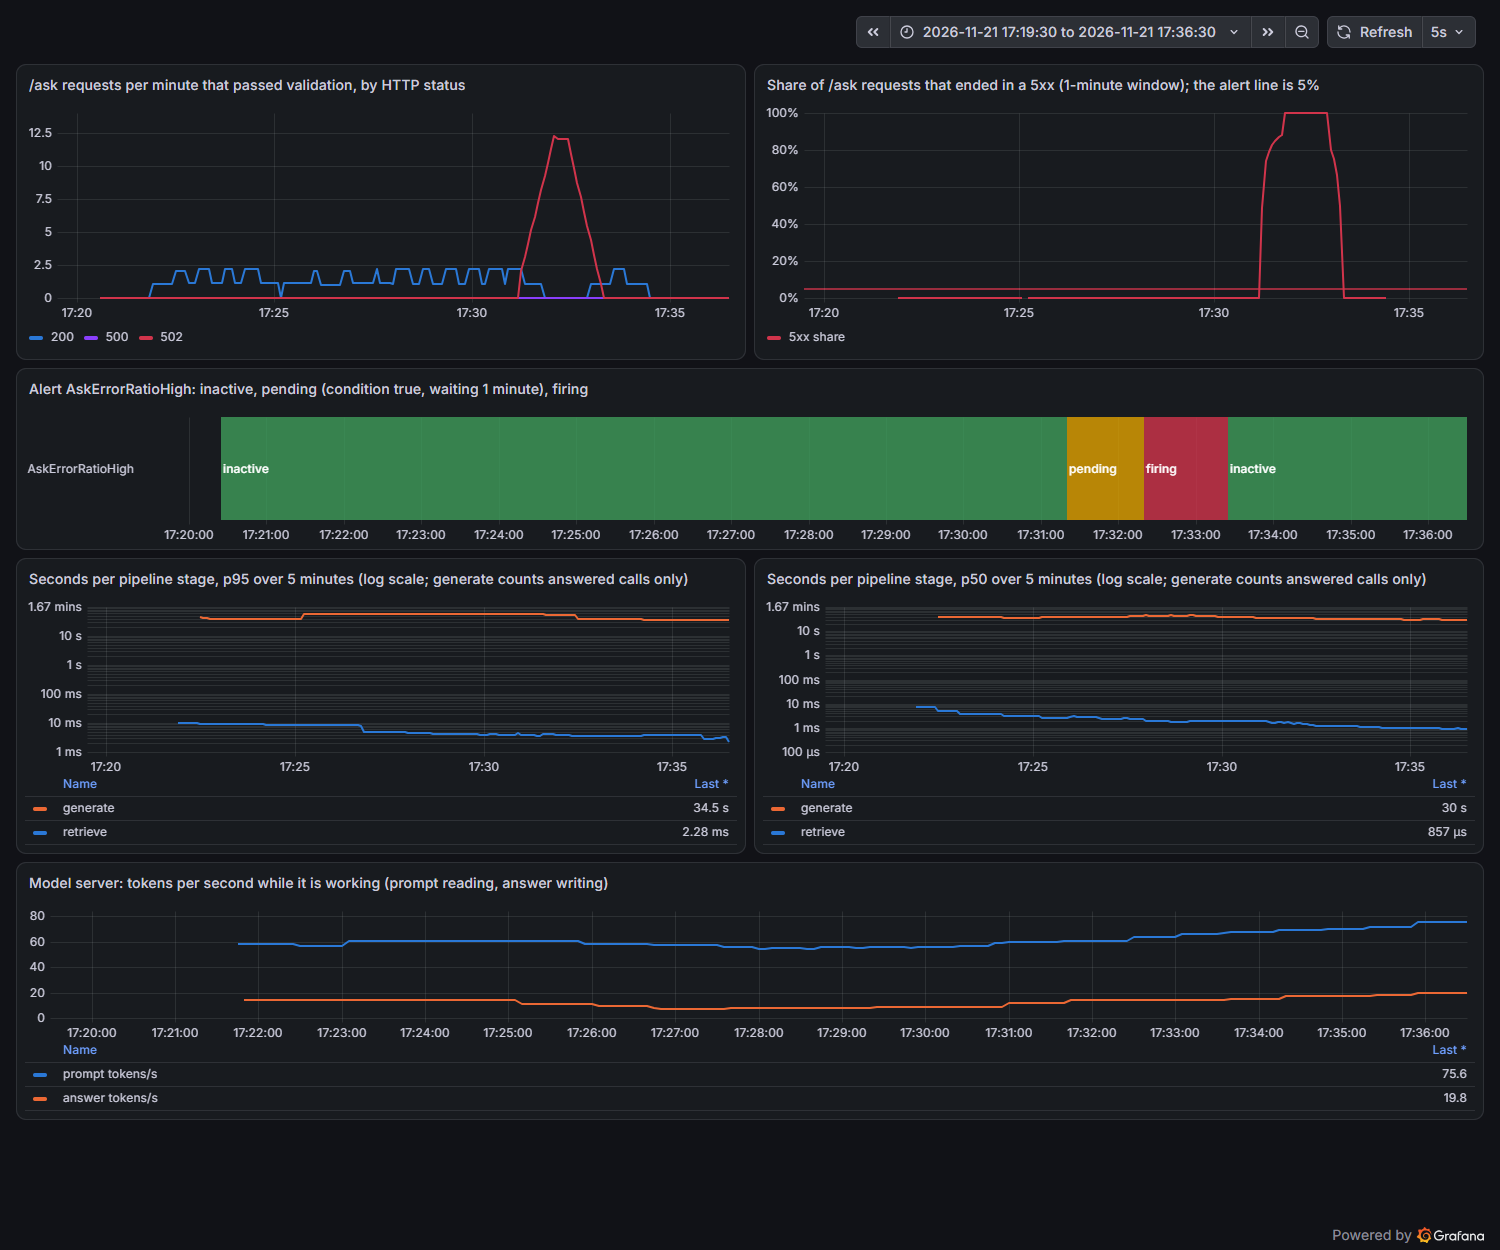 2026-11-21 17:19:30 to 2026-11-21 17:36:30
Refresh
5s
/ask requests per minute that passed validation, by HTTP status
12.5
10
7.5
5
2.5
0
17:20 17:25 17:30 17:35
200 500 502
Share of /ask requests that ended in a 5xx (1-minute window); the alert line is 5%
100%
80%
60%
40%
20%
0%
17:20 17:25 17:30 17:35
5xx share
Alert AskErrorRatioHigh: inactive, pending (condition true, waiting 1 minute), firing
AskErrorRatioHigh
inactive pending firing inactive
17:20:00 17:21:00 17:22:00 17:23:00 17:24:00 17:25:00 17:26:00 17:27:00 17:28:00 17:29:00 17:30:00 17:31:00 17:32:00 17:33:00 17:34:00 17:35:00 17:36:00
Seconds per pipeline stage, p95 over 5 minutes (log scale; generate counts answered calls only)
1.67 mins
10 s
1 s
100 ms
10 ms
1 ms
17:20 17:25 17:30 17:35
Name Last *
generate 34.5 s
retrieve 2.28 ms
Seconds per pipeline stage, p50 over 5 minutes (log scale; generate counts answered calls only)
1.67 mins
10 s
1 s
100 ms
10 ms
1 ms
100 µs
17:20 17:25 17:30 17:35
Name Last *
generate 30 s
retrieve 857 µs
Model server: tokens per second while it is working (prompt reading, answer writing)
80
60
40
20
0
17:20:00 17:21:00 17:22:00 17:23:00 17:24:00 17:25:00 17:26:00 17:27:00 17:28:00 17:29:00 17:30:00 17:31:00 17:32:00 17:33:00 17:34:00 17:35:00 17:36:00
Name Last *
prompt tokens/s 75.6
answer tokens/s 19.8
Powered by Grafana